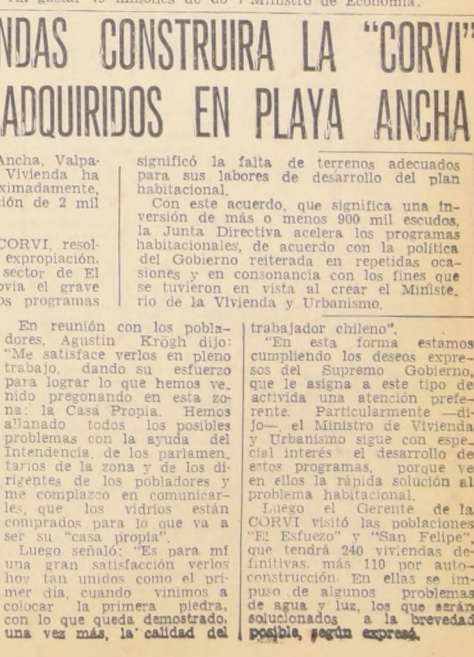 Ministro de Economía.
NDAS CONSTRUIRA LA "CORVI"
ADQUIRIDOS EN PLAYA ANCHA
Ancha, Valpa-
Vivienda ha
ximadamente,
ción de 2 mil
CORVI, resol-
expropiación.
sector de El
ovía el grave
os programas
significó la falta de terrenos adecuados
para sus labores de desarrollo del plan
habitacional.
Con este acuerdo, que significa una in-
versión de más o menos 900 mil escudos,
la Junta Directiva acelera los programas
habitacionales, de acuerdo con la política
del Gobierno reiterada en repetidas oca-
siones y en consonancia con los fines que
se tuvieron en vista al crear el Ministe.
rio de la Vivienda y Urbanismo.
En reunión con los pobla-
dores, Agustín Krögh dijo:
"Me satisface verlos en pleno
trabajo, dando su esfuerzo
para lograr lo que hemos ve.
nido pregonando en esta zo-
na: la Casa Propia. Hemos
allanado todos los posibles
problemas con la ayuda del
Intendencia, de los parlamen.
tarios de la zona y de los di-
rigentes de los pobladores y
me complazco en comunicar-
les, que los vidrios están
comprados para lo que va a
ser su "casa propia".
Luego señaló: "Es para mí
una gran satisfacción verlos
hoy tan unidos como el pri-
mer día, cuando vinimos a
colocar la primera piedra,
con lo que queda demostrado,
una vez más, la calidad del
trabajador chileno".
"En esta forma estamos
cumpliendo los deseos expre-
sos del Supremo Gobierno,
que le asigna a este tipo de
activida una atención prefe-
rente. Particularmente —di-
jo—, el Ministro de Vivienda
y Urbanismo sigue con espe-
cial interés el desarrollo de
estos programas, porque ve
en ellos la rápida solución al
problema habitacional.
Luego el Gerente de la
CORVI visitó las poblaciones
"El Esfuezo" y "San Felipe",
que tendrá 240 viviendas de-
finitivas, más 110 por auto-
construcción. En ellas se im-
puso de algunos problemas
de agua y luz, los que serán
solucionados a la brevedad
posible, según expresó.